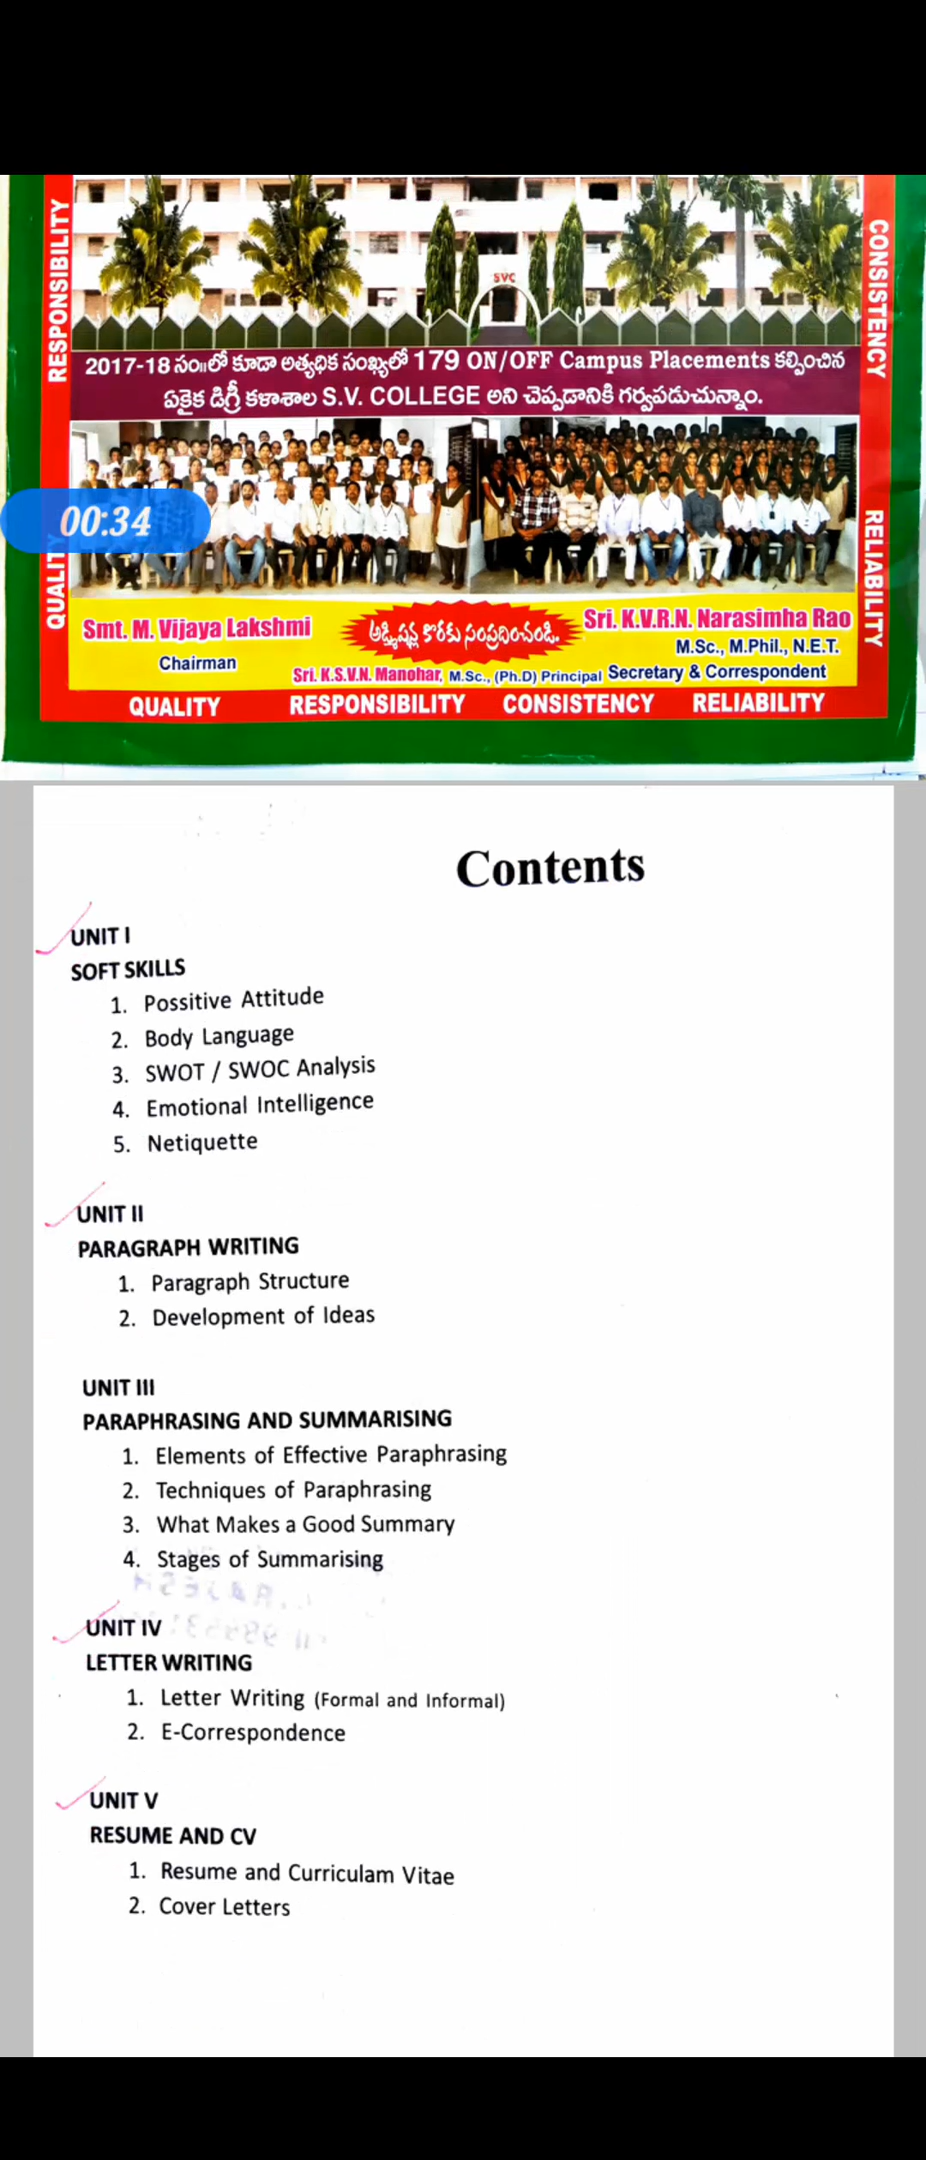 RESPONSIBILITY
CONSISTENCY
SVC
2017-18 సం॥లో కూడా అత్యధిక సంఖ్యలో 179 ON/OFF Campus Placements కల్పించిన
ఏకైక డిగ్రీ కళాశాల S.V. COLLEGE అని చెప్పడానికి గర్వపడుచున్నాం.
00:34
QUALIT
RELIABILITY
Smt. M. Vijaya Lakshmi
Chairman
అడ్మిషన్ల కొరకు సంప్రదించండి.
Sri. K.V.R.N. Narasimha Rao
M.Sc., M.Phil., N.E.T.
Sri. K.S.V.N. Manohar, M.Sc., (Ph.D) Principal
Secretary & Correspondent
QUALITY RESPONSIBILITY CONSISTENCY RELIABILITY
Contents
UNIT I
SOFT SKILLS
1. Possitive Attitude
2. Body Language
3. SWOT / SWOC Analysis
4. Emotional Intelligence
5. Netiquette
UNIT II
PARAGRAPH WRITING
1. Paragraph Structure
2. Development of Ideas
UNIT III
PARAPHRASING AND SUMMARISING
1. Elements of Effective Paraphrasing
2. Techniques of Paraphrasing
3. What Makes a Good Summary
4. Stages of Summarising
UNIT IV
LETTER WRITING
1. Letter Writing (Formal and Informal)
2. E-Correspondence
UNIT V
RESUME AND CV
1. Resume and Curriculam Vitae
2. Cover Letters